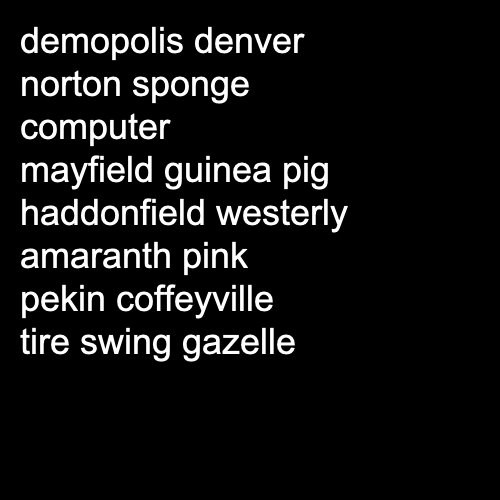 demopolis denver
norton sponge
computer
mayfield guinea pig
haddonfield westerly
amaranth pink
pekin coffeyville
tire swing gazelle